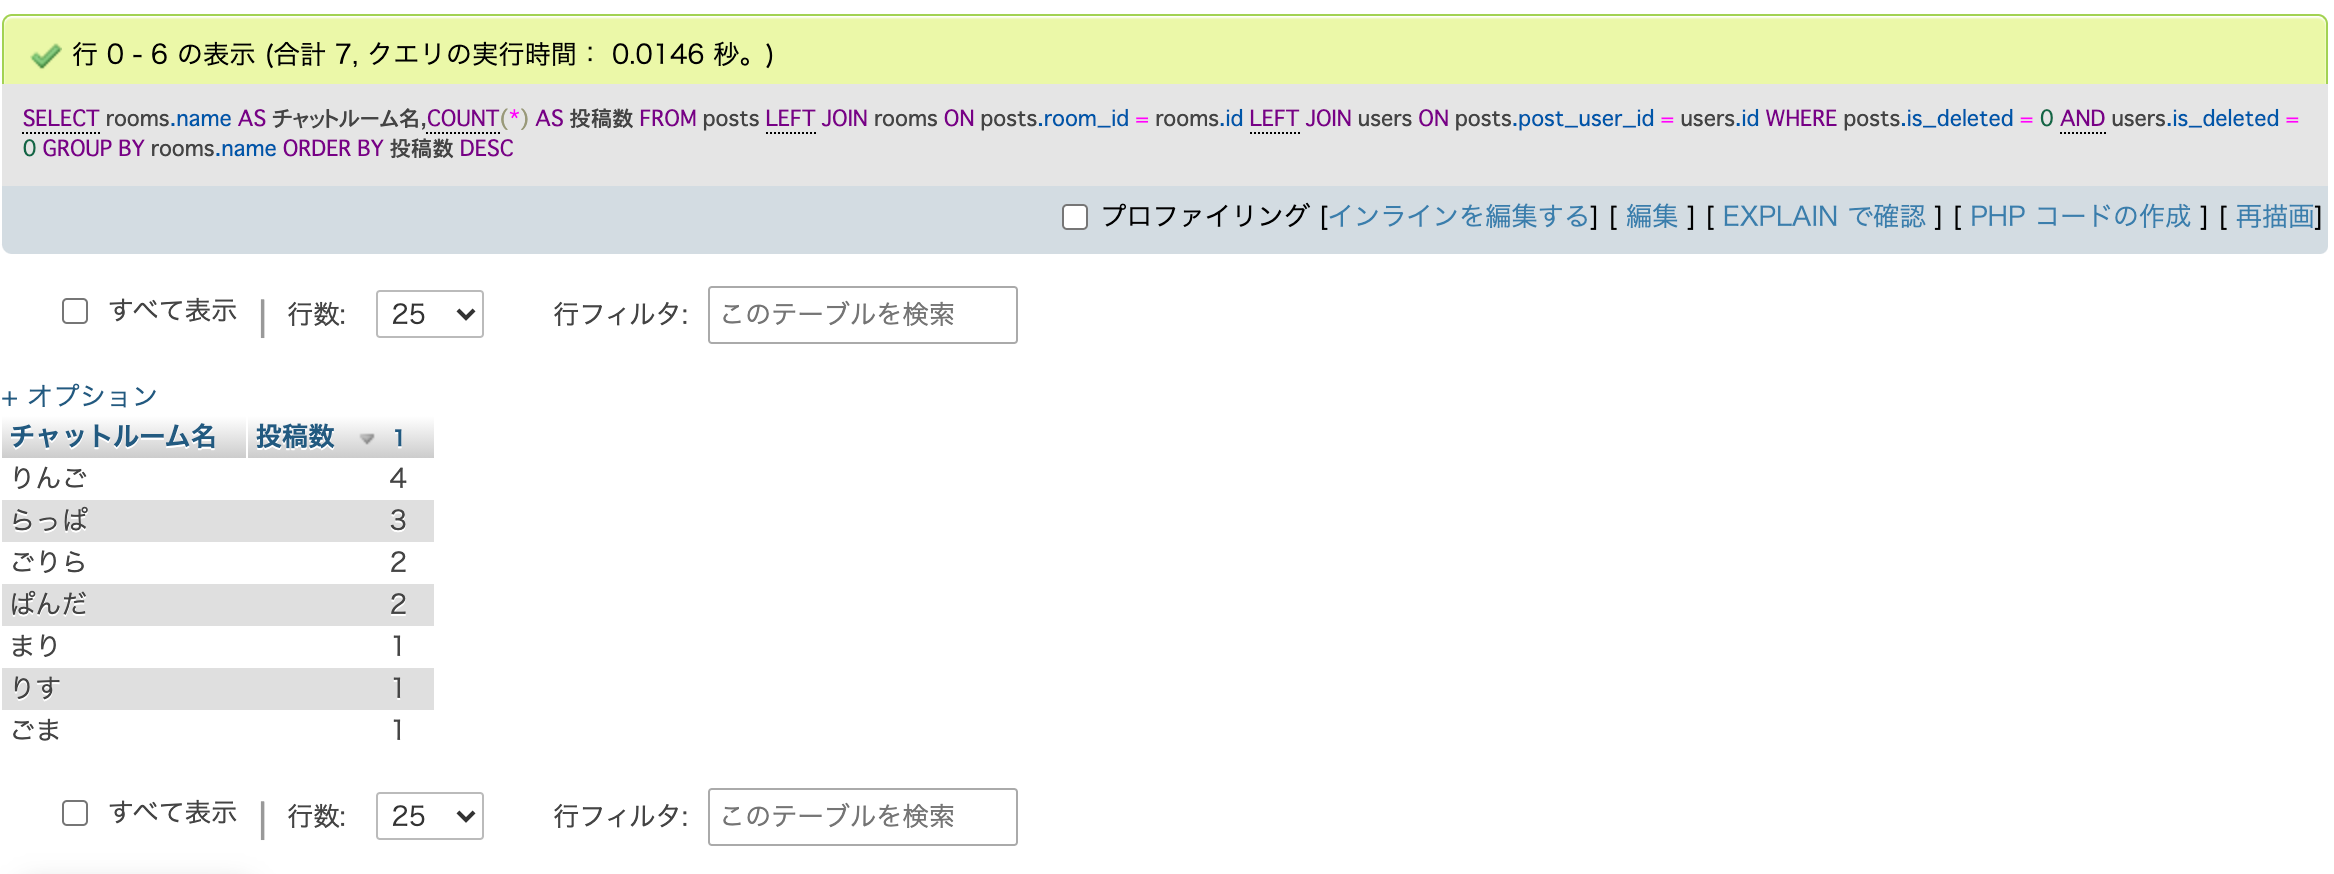 行 0 - 6 の表示 (合計 7, クエリの実行時間： 0.0146 秒。)
SELECT rooms.name AS チャットルーム名,COUNT(*) AS 投稿数 FROM posts LEFT JOIN rooms ON posts.room_id = rooms.id LEFT JOIN users ON posts.post_user_id = users.id WHERE posts.is_deleted = 0 AND users.is_deleted =
0 GROUP BY rooms.name ORDER BY 投稿数 DESC
プロファイリング [インラインを編集する] [ 編集 ] [ EXPLAIN で確認 ] [ PHP コードの作成 ] [ 再描画]
すべて表示 | 行数: 25 行フィルタ: このテーブルを検索
+ オプション
チャットルーム名 投稿数 1
りんご 4
らっぱ 3
ごりら 2
ぱんだ 2
まり 1
りす 1
ごま 1
すべて表示 | 行数: 25 行フィルタ: このテーブルを検索